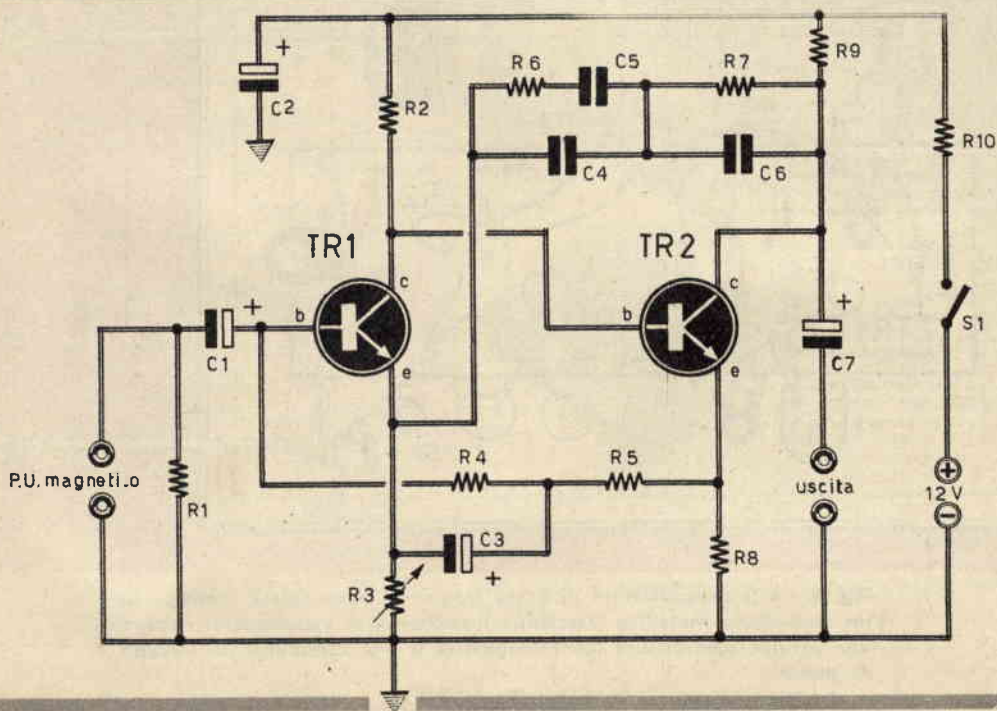 C2
+
R2
R6
C5
R7
R9
C4
C6
R10
TR1
TR2
b
c
e
b
c
e
C1
+
+
C7
S1
P.U. magneti.o
R1
R4
R5
C3
+
R3
R8
uscita
+
12 V
−